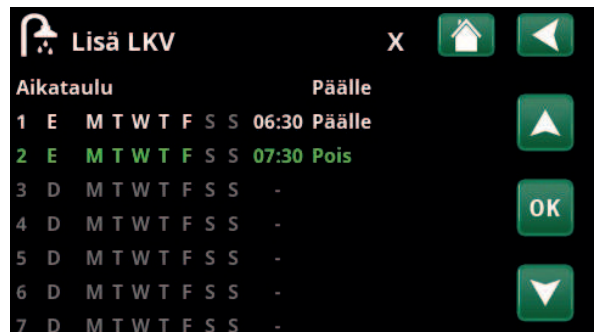 Lisä LKV X
Aikataulu Päälle
1 E M T W T F S S 06:30 Päälle
2 E M T W T F S S 07:30 Pois
3 D M T W T F S S -
4 D M T W T F S S -
5 D M T W T F S S -
6 D M T W T F S S -
7 D M T W T F S S
OK